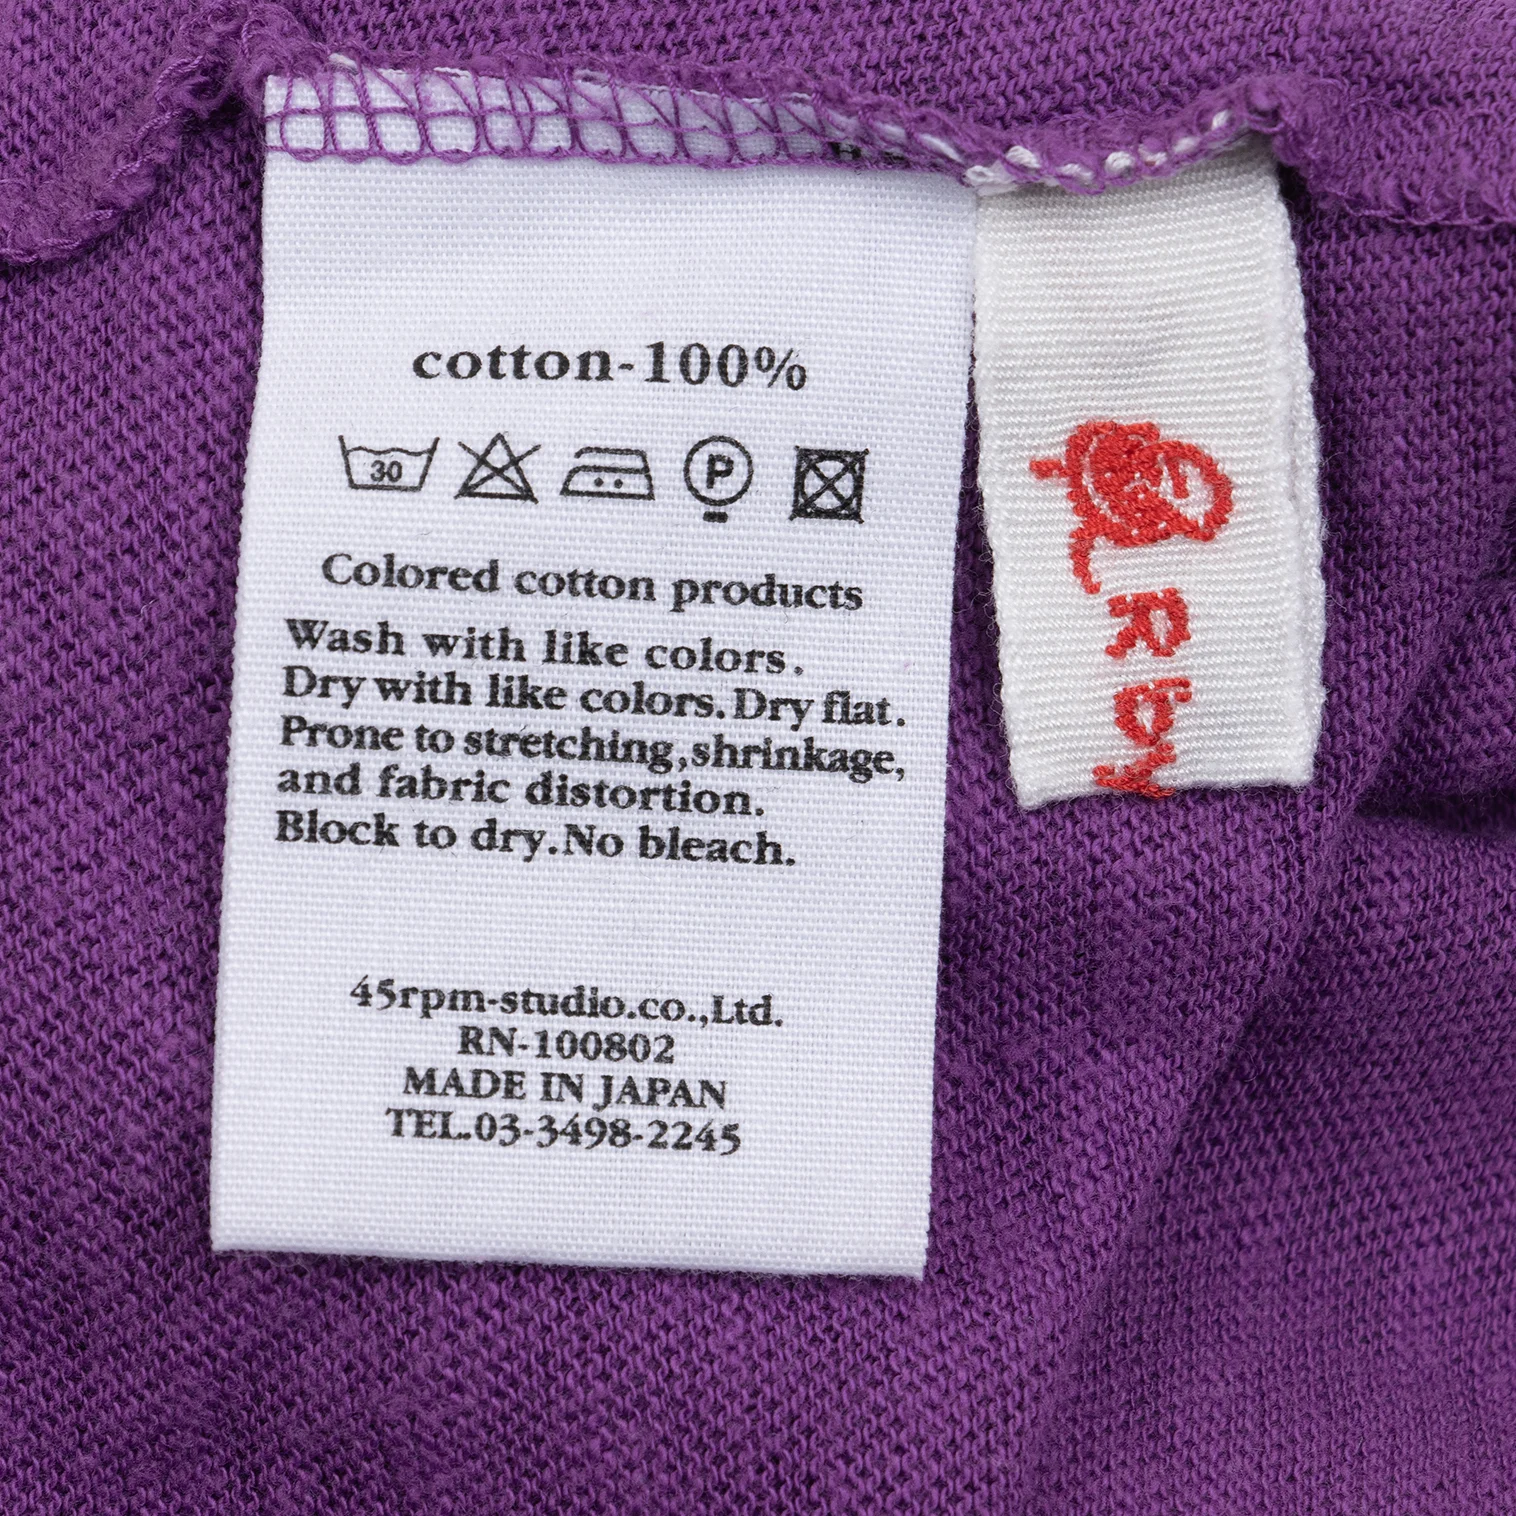 cotton-100%
30
P
Colored cotton products
Wash with like colors.
Dry with like colors. Dry flat.
Prone to stretching, shrinkage,
and fabric distortion.
Block to dry. No bleach.
45rpm-studio.co.,Ltd.
RN-100802
MADE IN JAPAN
TEL.03-3498-2245
R by